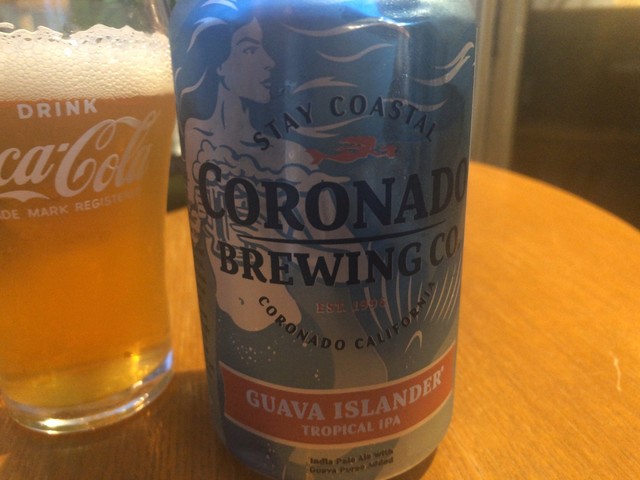 DRINK
ca-Cola
DE MARK REGISTE
STAY COASTAL
CORONADO
BREWING CO.
EST. 1996
CORONADO CALIFORNIA
GUAVA ISLANDER
TROPICAL IPA
India Pale Ale With
Guava Puree Added